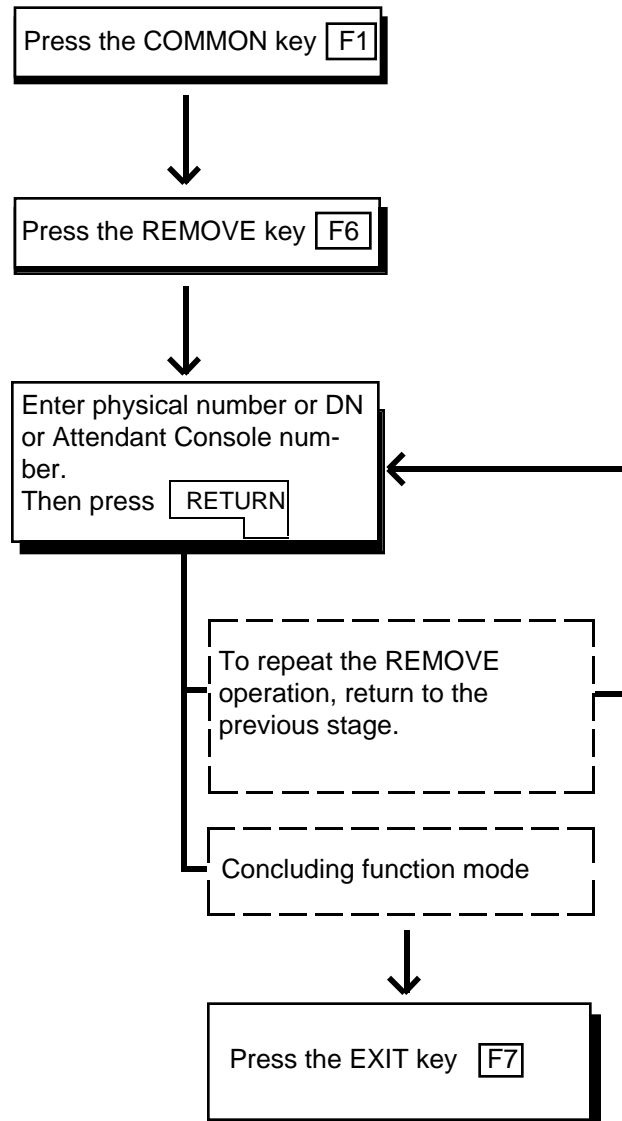 Press the COMMON key F1
Press the REMOVE key F6
Enter physical number or DN
or Attendant Console num-
ber.
Then press RETURN
To repeat the REMOVE
operation, return to the
previous stage.
Concluding function mode
Press the EXIT key F7